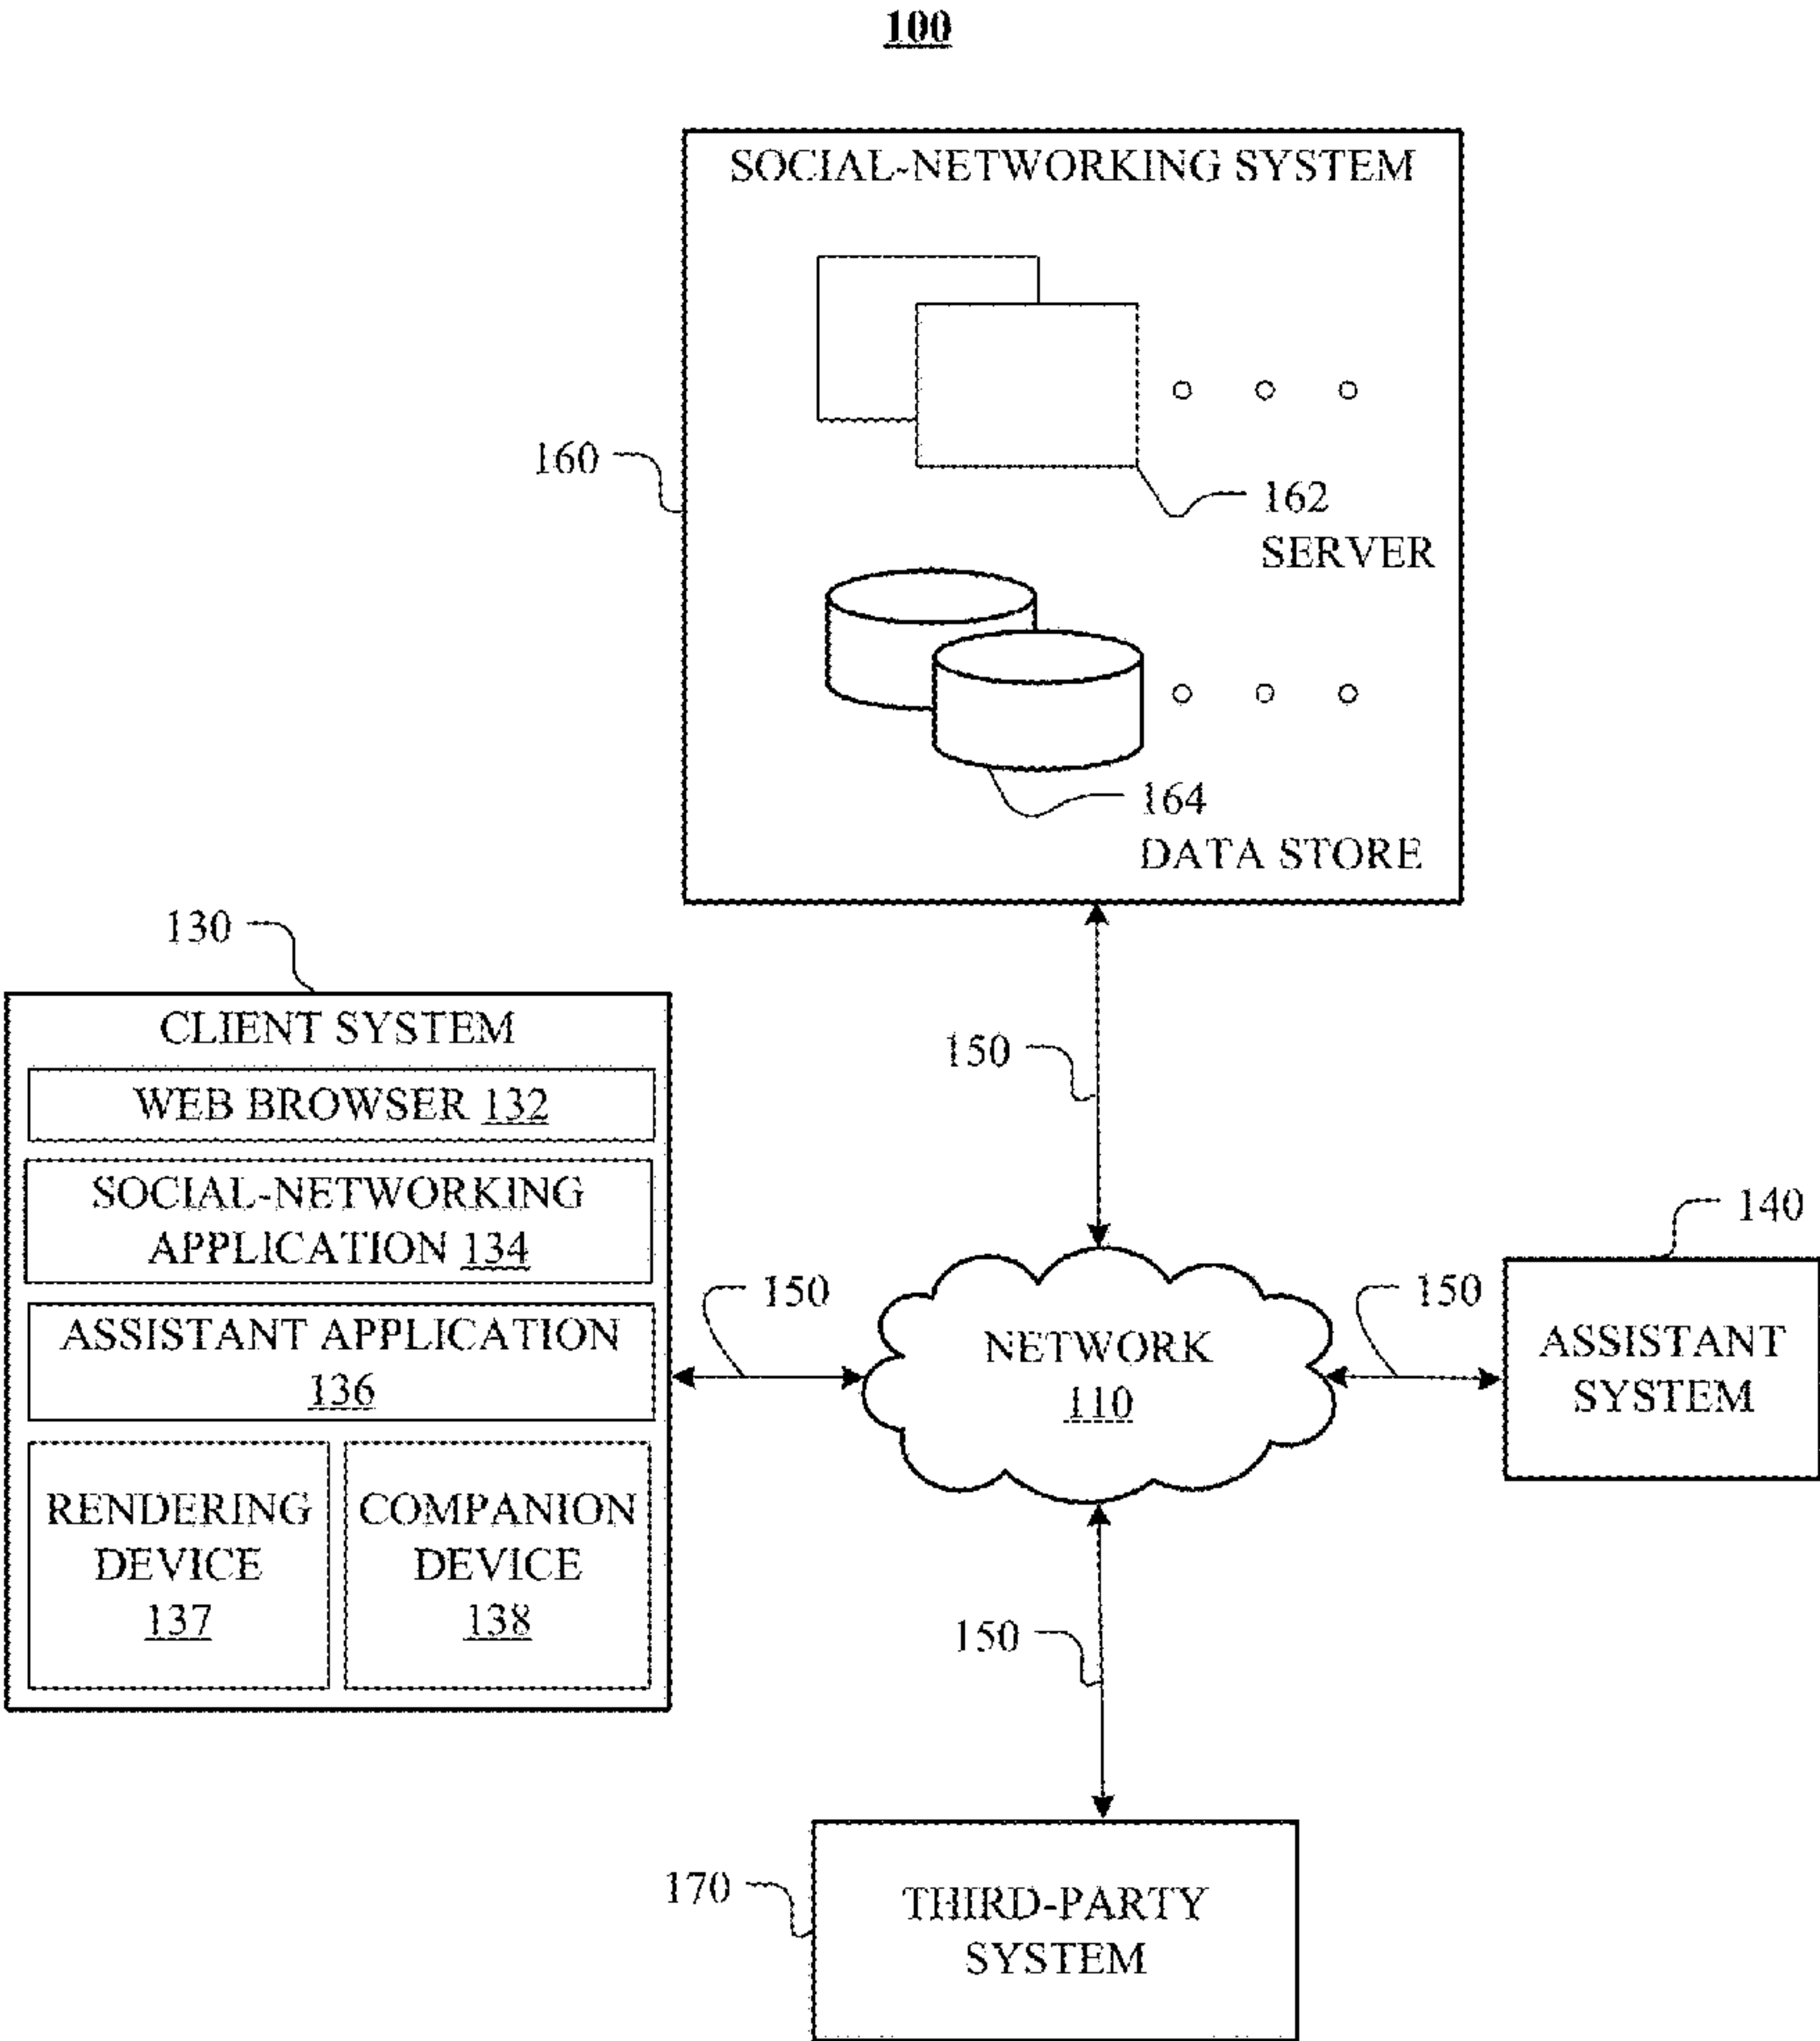 100
SOCIAL-NETWORKING SYSTEM
160
162
SERVER
164
DATA STORE
130
CLIENT SYSTEM
WEB BROWSER 132
SOCIAL-NETWORKING
APPLICATION 134
ASSISTANT APPLICATION
136
RENDERING
DEVICE
137
COMPANION
DEVICE
138
150
150
NETWORK
110
150
140
ASSISTANT
SYSTEM
150
170
THIRD-PARTY
SYSTEM